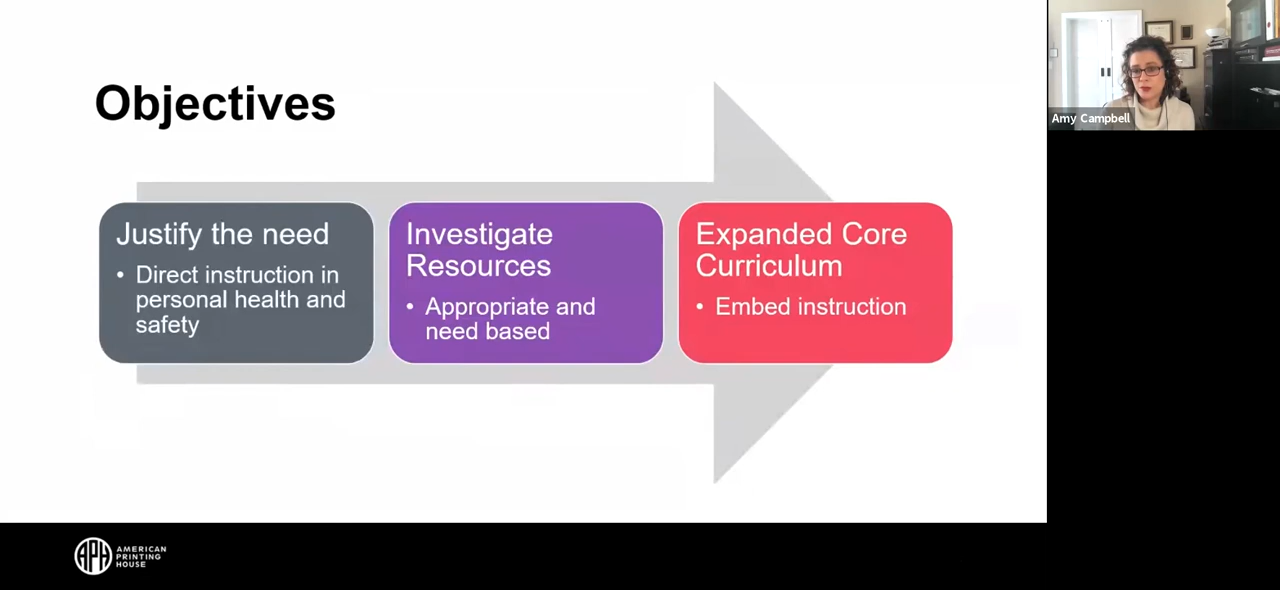 Objectives
Justify the need
• Direct instruction in
personal health and
safety
Investigate
Resources
• Appropriate and
need based
Expanded Core
Curriculum
• Embed instruction
Amy Campbell
APH
AMERICAN
PRINTING
HOUSE